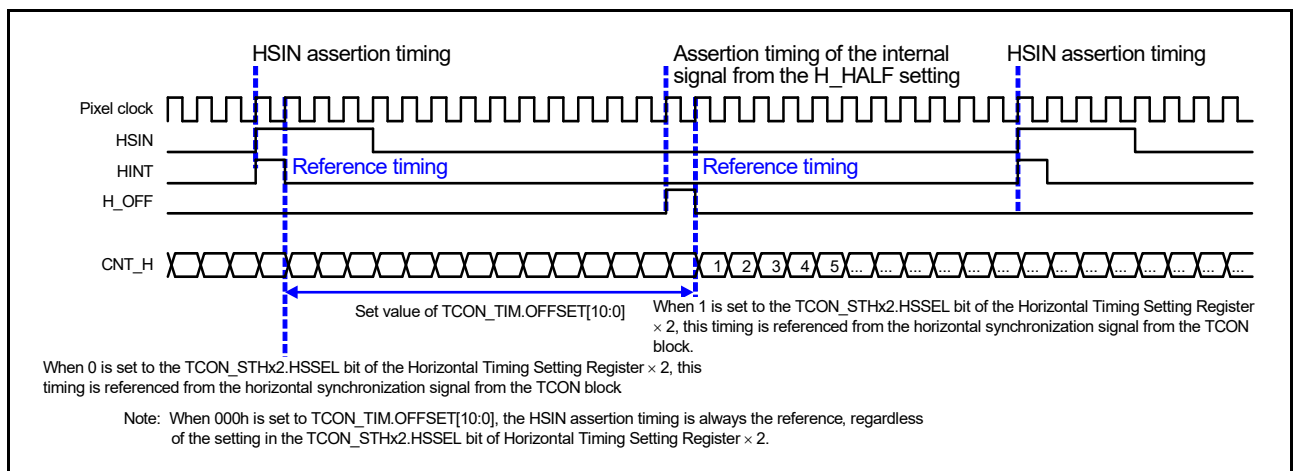 HSIN assertion timing
Assertion timing of the internal
signal from the H_HALF setting
HSIN assertion timing
Pixel clock
HSIN
HINT
Reference timing
Reference timing
H_OFF
CNT_H
1 2 3 4 5 ... ... ... ... ... ... ... ... ... ... ... ... ...
Set value of TCON_TIM.OFFSET[10:0]
When 1 is set to the TCON_STHx2.HSSEL bit of the Horizontal Timing Setting Register
× 2, this timing is referenced from the horizontal synchronization signal from the TCON
block.
When 0 is set to the TCON_STHx2.HSSEL bit of the Horizontal Timing Setting Register × 2, this
timing is referenced from the horizontal synchronization signal from the TCON block
Note: When 000h is set to TCON_TIM.OFFSET[10:0], the HSIN assertion timing is always the reference, regardless
of the setting in the TCON_STHx2.HSSEL bit of Horizontal Timing Setting Register × 2.